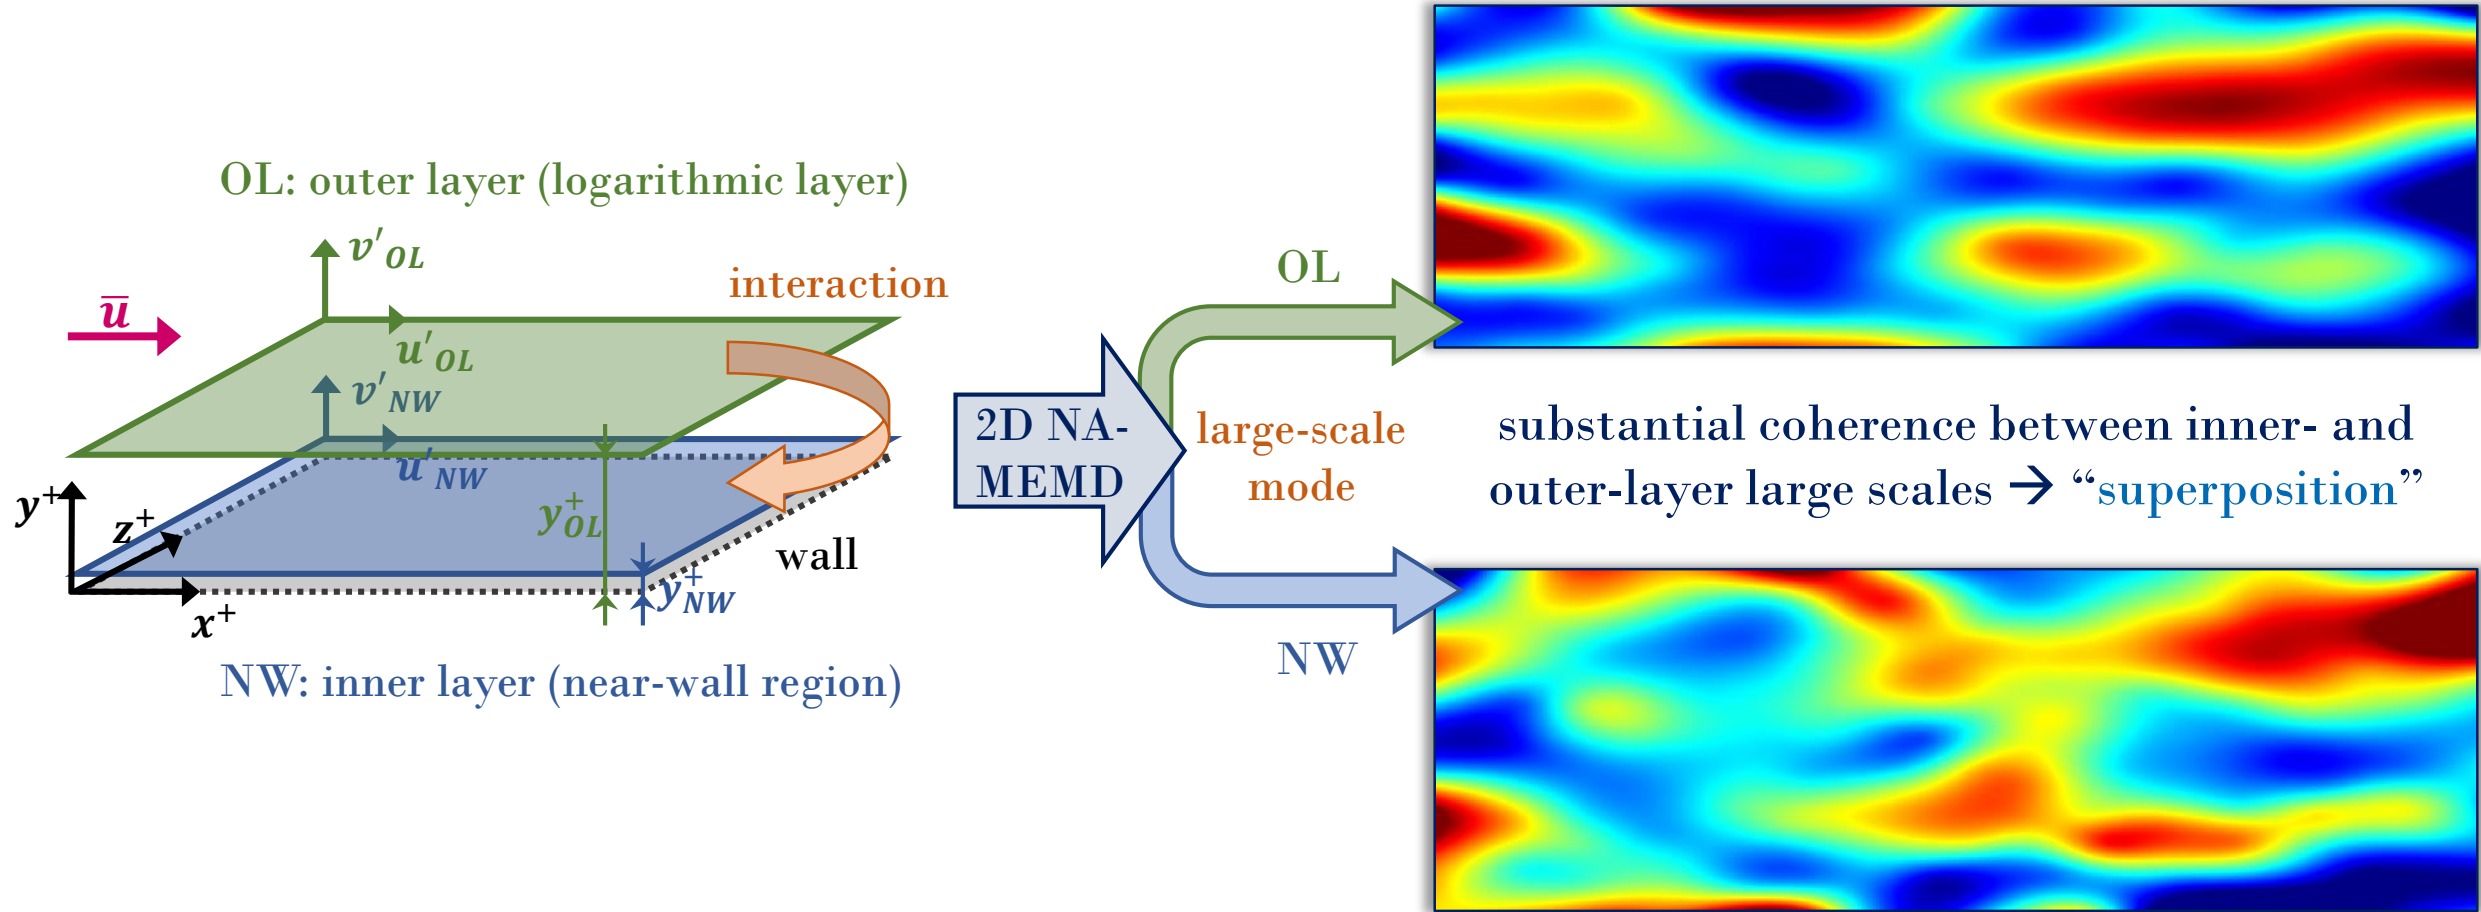 OL: outer layer (logarithmic layer)
v'OL
u̅
interaction
u'OL
v'NW
u'NW
y+
z+
y+OL
wall
y+NW
x+
NW: inner layer (near-wall region)
2D NA-
MEMD
OL
large-scale
mode
NW
substantial coherence between inner- and
outer-layer large scales → “superposition”